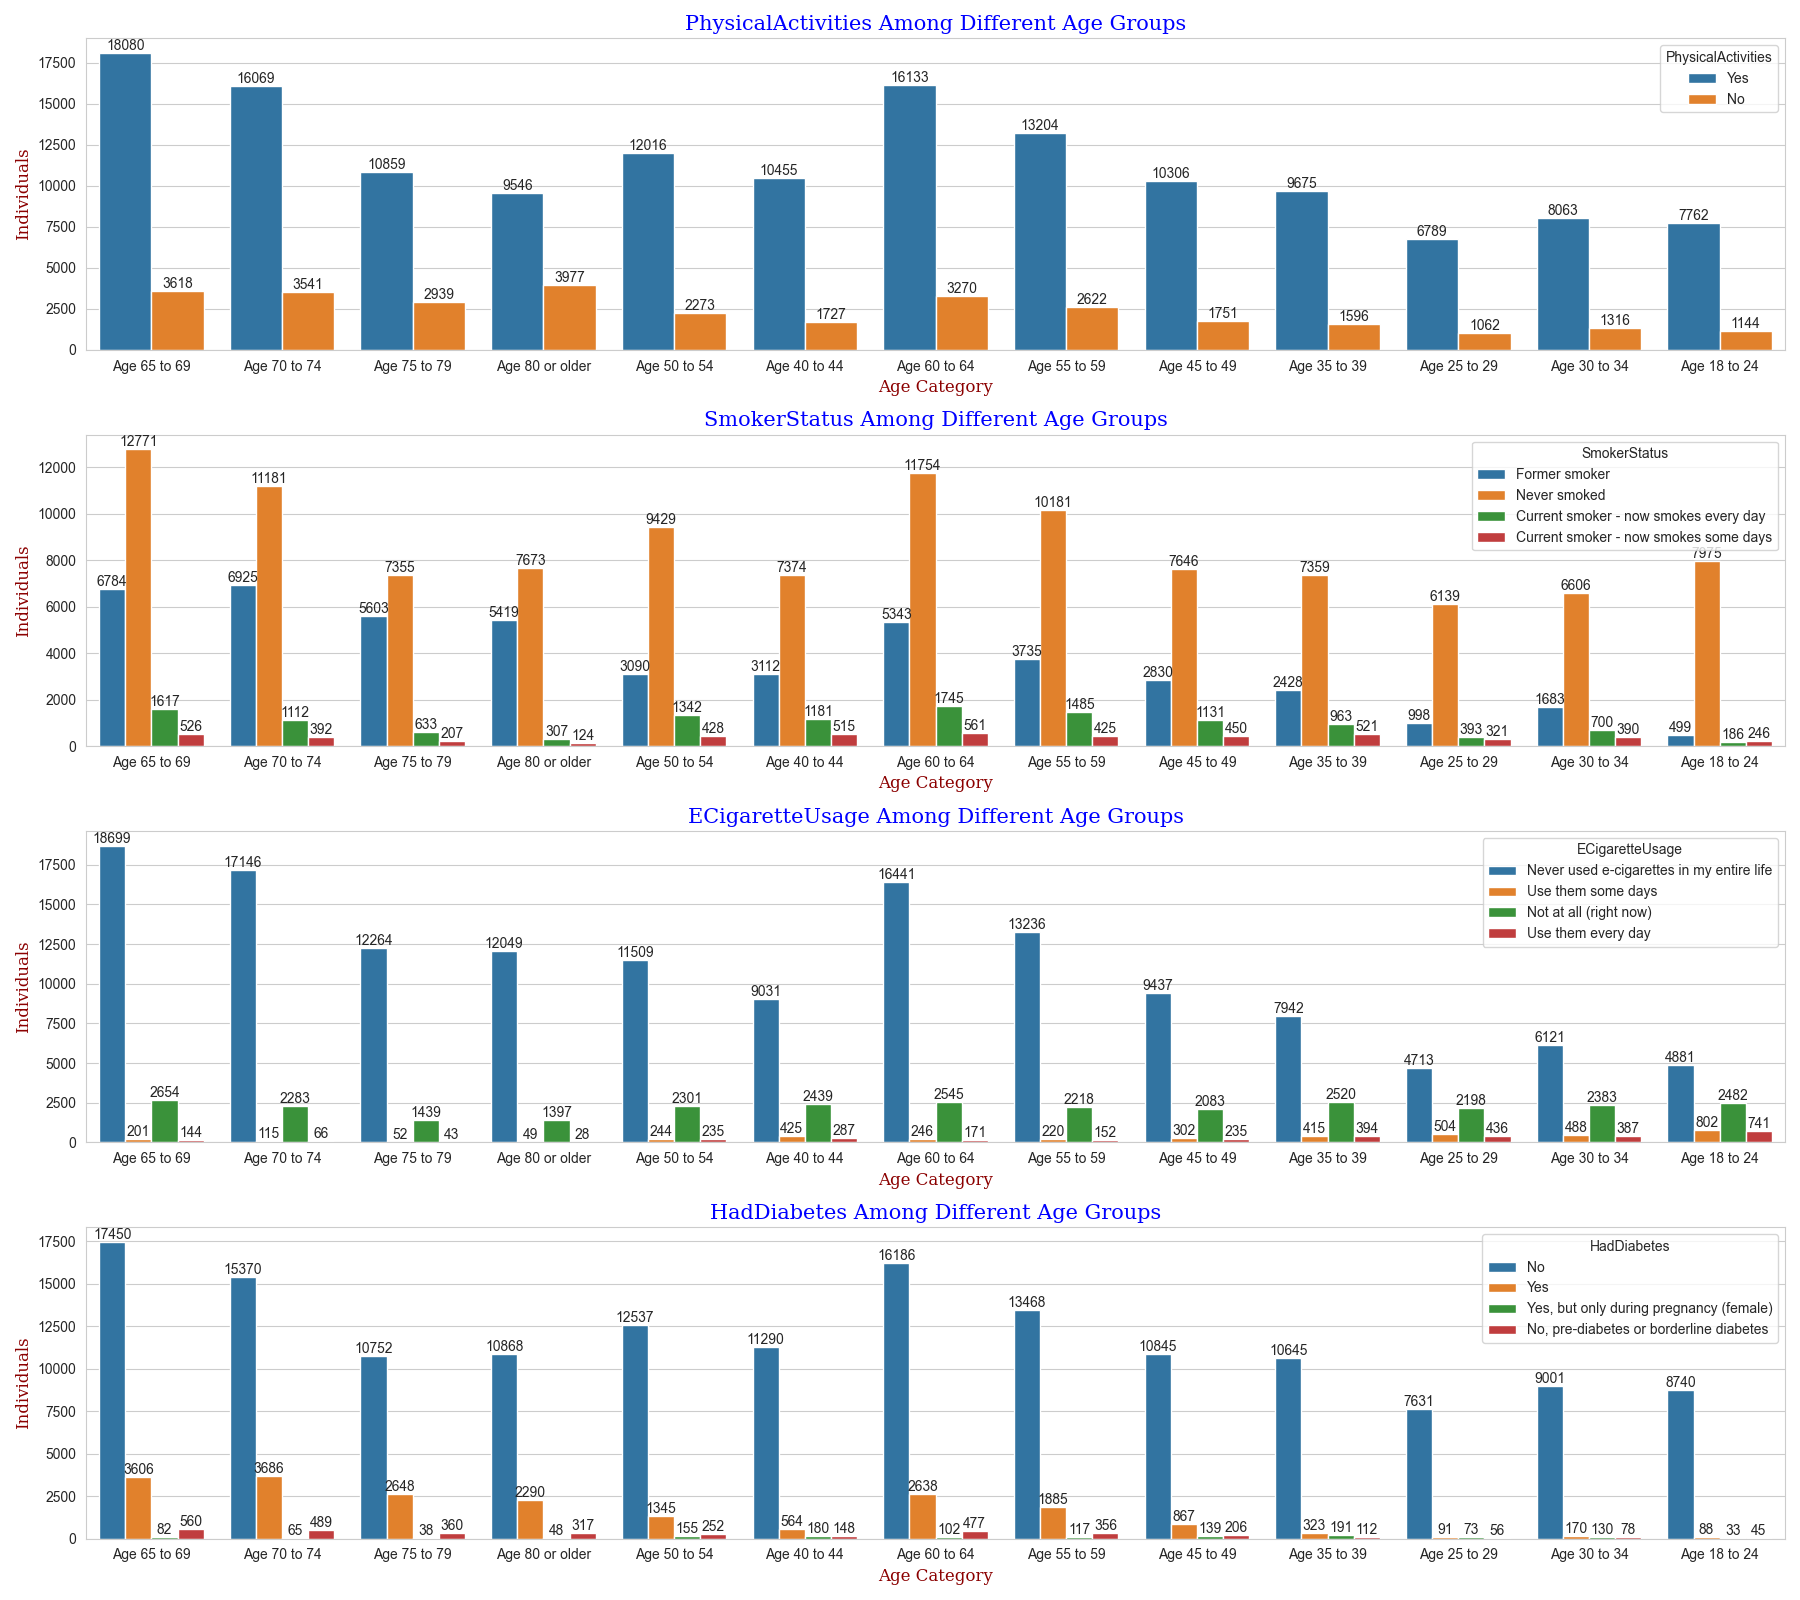 PhysicalActivities Among Different Age Groups
18080 16069 10859 9546 12016 10455 16133 13204 10306 9675 6789 8063 7762
3618 3541 2939 3977 2273 1727 3270 2622 1751 1596 1062 1316 1144
PhysicalActivities
Yes
No
17500
15000
12500
10000
7500
5000
2500
0
Individuals
Age 65 to 69 Age 70 to 74 Age 75 to 79 Age 80 or older Age 50 to 54 Age 40 to 44 Age 60 to 64 Age 55 to 59 Age 45 to 49 Age 35 to 39 Age 25 to 29 Age 30 to 34 Age 18 to 24
Age Category
SmokerStatus Among Different Age Groups
6784 6925 5603 5419 3090 3112 5343 3735 2830 2428 998 1683 499
12771 11181 7355 7673 9429 7374 11754 10181 7646 7359 6139 6606 7975
1617 1112 633 307 1342 1181 1745 1485 1131 963 393 700 186
526 392 207 124 428 515 561 425 450 521 321 390 246
SmokerStatus
Former smoker
Never smoked
Current smoker - now smokes every day
Current smoker - now smokes some days
12000
10000
8000
6000
4000
2000
0
Individuals
Age 65 to 69 Age 70 to 74 Age 75 to 79 Age 80 or older Age 50 to 54 Age 40 to 44 Age 60 to 64 Age 55 to 59 Age 45 to 49 Age 35 to 39 Age 25 to 29 Age 30 to 34 Age 18 to 24
Age Category
ECigaretteUsage Among Different Age Groups
18699 17146 12264 12049 11509 9031 16441 13236 9437 7942 4713 6121 4881
201 115 52 49 244 425 246 220 302 415 504 488 802
2654 2283 1439 1397 2301 2439 2545 2218 2083 2520 2198 2383 2482
144 66 43 28 235 287 171 152 235 394 436 387 741
ECigaretteUsage
Never used e-cigarettes in my entire life
Use them some days
Not at all (right now)
Use them every day
17500
15000
12500
10000
7500
5000
2500
0
Individuals
Age 65 to 69 Age 70 to 74 Age 75 to 79 Age 80 or older Age 50 to 54 Age 40 to 44 Age 60 to 64 Age 55 to 59 Age 45 to 49 Age 35 to 39 Age 25 to 29 Age 30 to 34 Age 18 to 24
Age Category
HadDiabetes Among Different Age Groups
17450 15370 10752 10868 12537 11290 16186 13468 10845 10645 7631 9001 8740
3606 3686 2648 2290 1345 564 2638 1885 867 323 91 170 88
82 65 38 48 155 180 102 117 139 191 73 130 33
560 489 360 317 252 148 477 356 206 112 56 78 45
HadDiabetes
No
Yes
Yes, but only during pregnancy (female)
No, pre-diabetes or borderline diabetes
17500
15000
12500
10000
7500
5000
2500
0
Individuals
Age 65 to 69 Age 70 to 74 Age 75 to 79 Age 80 or older Age 50 to 54 Age 40 to 44 Age 60 to 64 Age 55 to 59 Age 45 to 49 Age 35 to 39 Age 25 to 29 Age 30 to 34 Age 18 to 24
Age Category